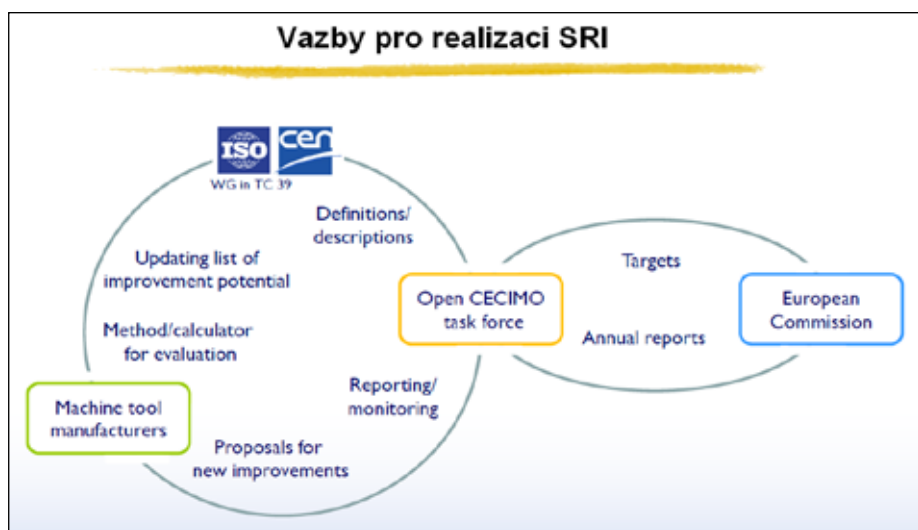 Vazby pro realizaci SRI
ISO
cen
WG in TC 39
Definitions/
descriptions
Updating list of
improvement potential
Targets
Open CECIMO
task force
European
Commission
Method/calculator
for evaluation
Annual reports
Reporting/
monitoring
Machine tool
manufacturers
Proposals for
new improvements